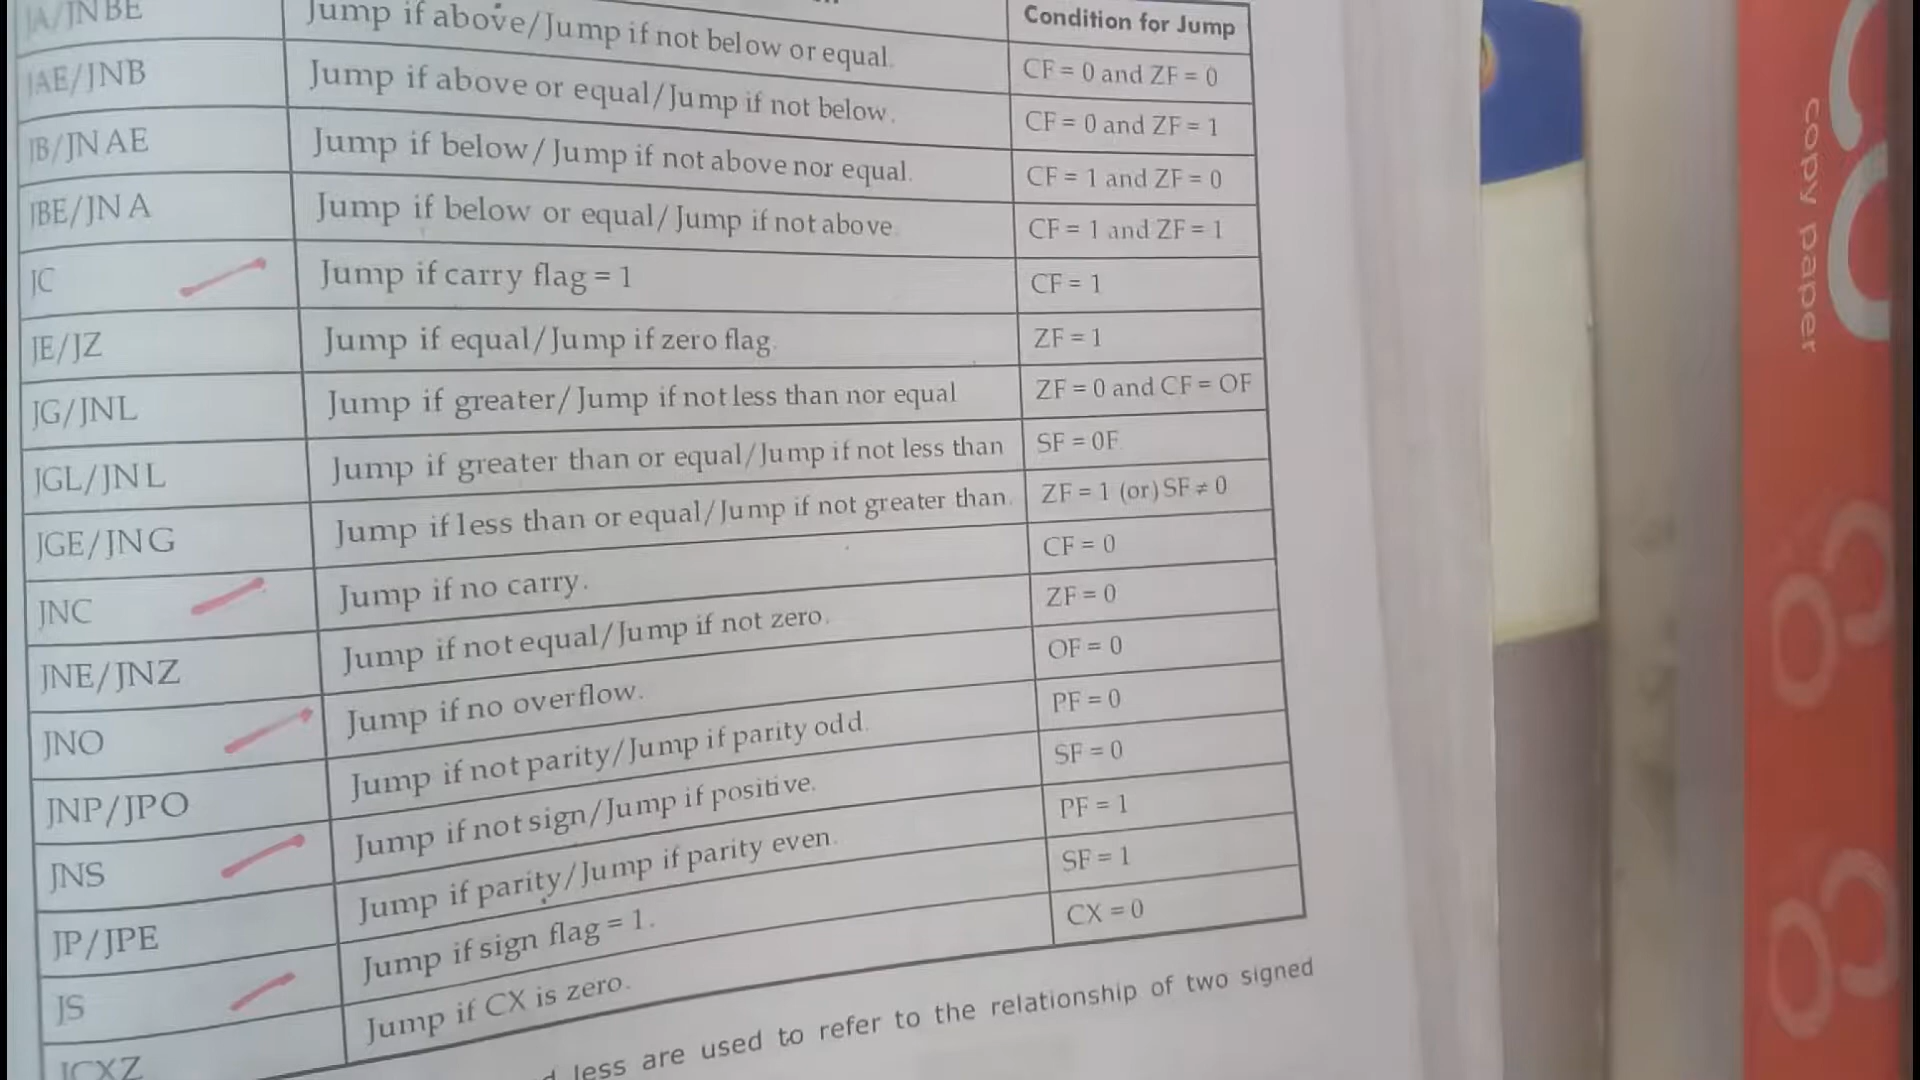 Condition for Jump
JA/JNBE Jump if above/Jump if not below or equal. CF = 0 and ZF = 0
JAE/JNB Jump if above or equal/Jump if not below. CF = 0 and ZF = 1
JB/JNAE Jump if below/Jump if not above nor equal. CF = 1 and ZF = 0
JBE/JNA Jump if below or equal/Jump if not above. CF = 1 and ZF = 1
JC Jump if carry flag = 1 CF = 1
JE/JZ Jump if equal/Jump if zero flag. ZF = 1
JG/JNL Jump if greater/Jump if not less than nor equal ZF = 0 and CF = OF
JGL/JNL Jump if greater than or equal/Jump if not less than SF = 0F
JGE/JNG Jump if less than or equal/Jump if not greater than. ZF = 1 (or) SF ≠ 0
JNC Jump if no carry. CF = 0
JNE/JNZ Jump if not equal/Jump if not zero. ZF = 0
JNO Jump if no overflow. OF = 0
JNP/JPO Jump if not parity/Jump if parity odd. PF = 0
JNS Jump if not sign/Jump if positive. SF = 0
JP/JPE Jump if parity/Jump if parity even. PF = 1
JS Jump if sign flag = 1. SF = 1
JCXZ Jump if CX is zero. CX = 0
less are used to refer to the relationship of two signed
copy paper